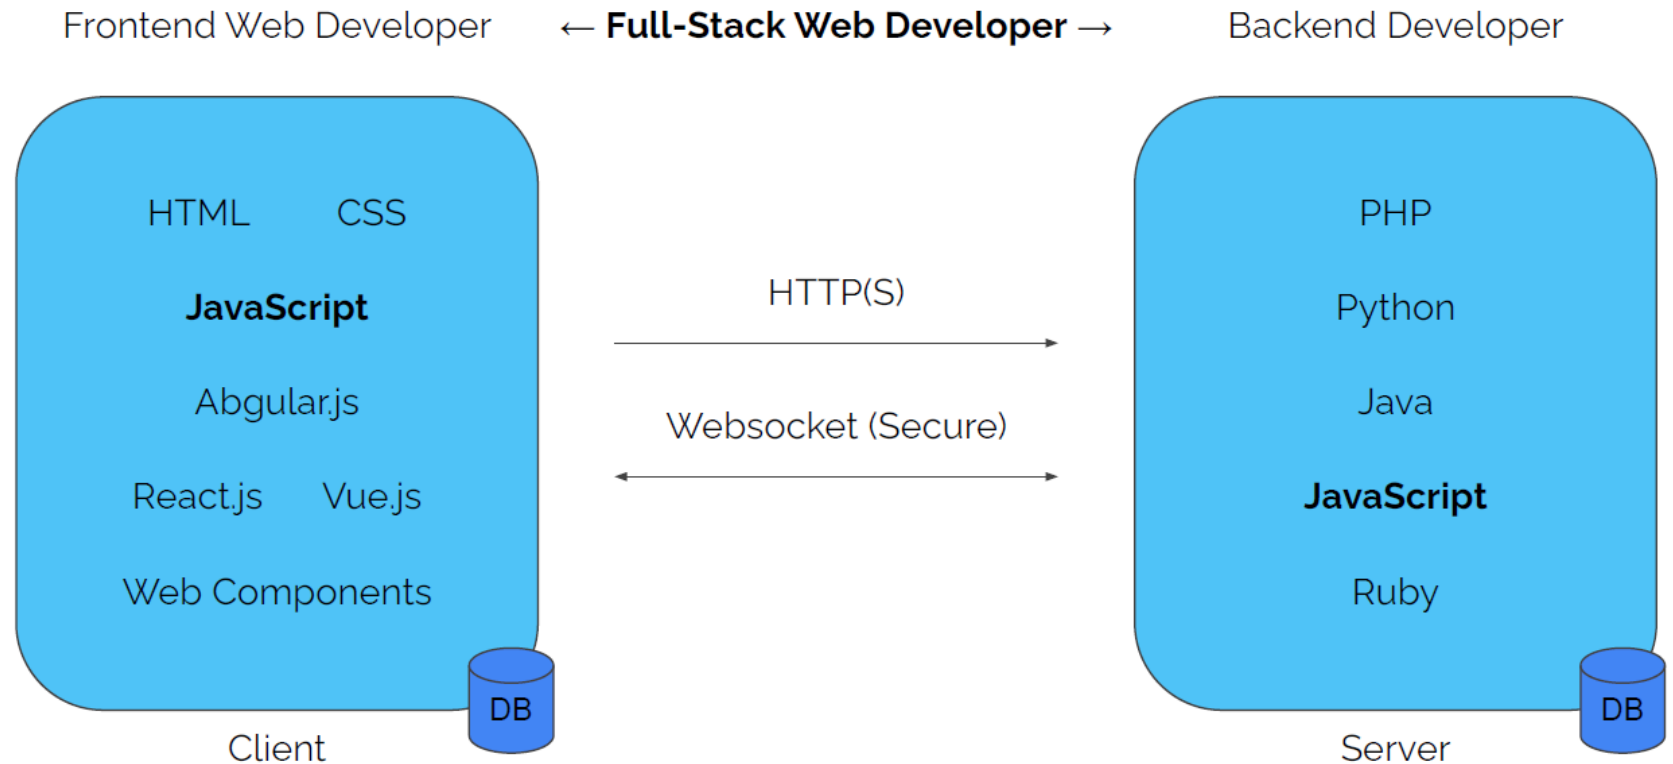 Frontend Web Developer
← Full-Stack Web Developer →
Backend Developer
HTML CSS
JavaScript
Abgular.js
React.js Vue.js
Web Components
DB
Client
HTTP(S)
Websocket (Secure)
PHP
Python
Java
JavaScript
Ruby
DB
Server